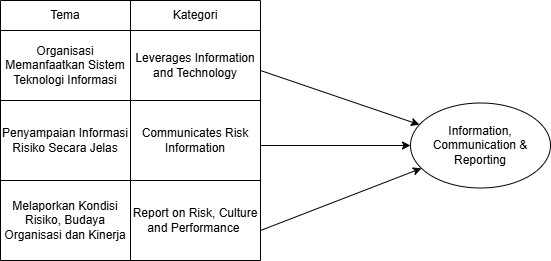 Tema
Kategori
Organisasi
Memanfaatkan Sistem
Teknologi Informasi
Leverages Information
and Technology
Penyampaian Informasi
Risiko Secara Jelas
Communicates Risk
Information
Melaporkan Kondisi
Risiko, Budaya
Organisasi dan Kinerja
Report on Risk, Culture
and Performance
Information,
Communication &
Reporting